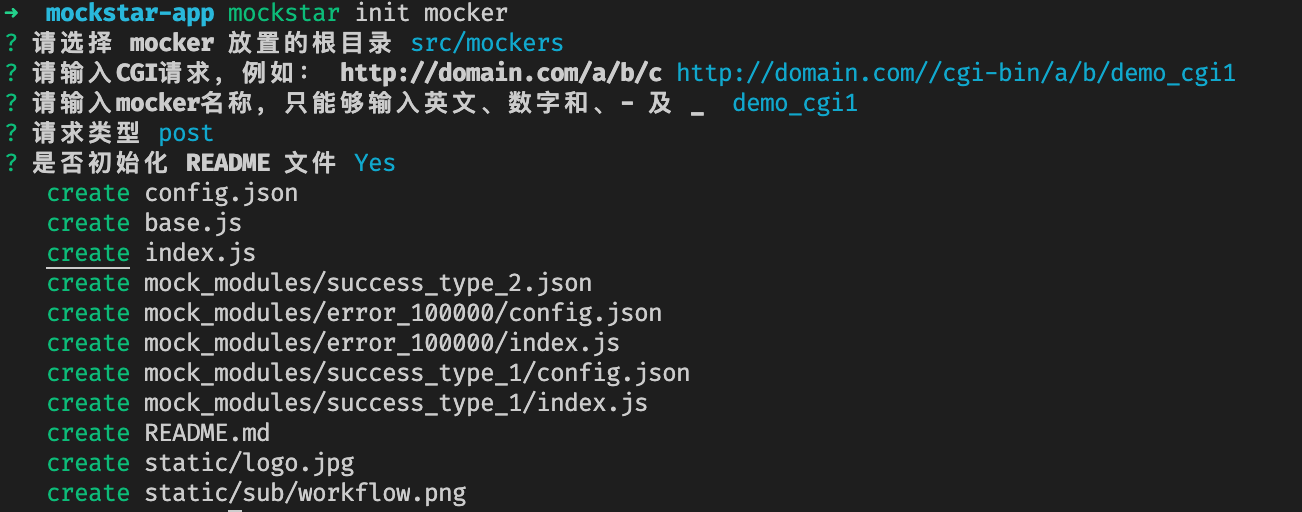 ➜ mockstar-app mockstar init mocker
? 请选择 mocker 放置的根目录 src/mockers
? 请输入CGI请求，例如： http://domain.com/a/b/c http://domain.com//cgi-bin/a/b/demo_cgi1
? 请输入mocker名称，只能够输入英文、数字和、- 及 _ demo_cgi1
? 请求类型 post
? 是否初始化 README 文件 Yes
create config.json
create base.js
create index.js
create mock_modules/success_type_2.json
create mock_modules/error_100000/config.json
create mock_modules/error_100000/index.js
create mock_modules/success_type_1/config.json
create mock_modules/success_type_1/index.js
create README.md
create static/logo.jpg
create static/sub/workflow.png